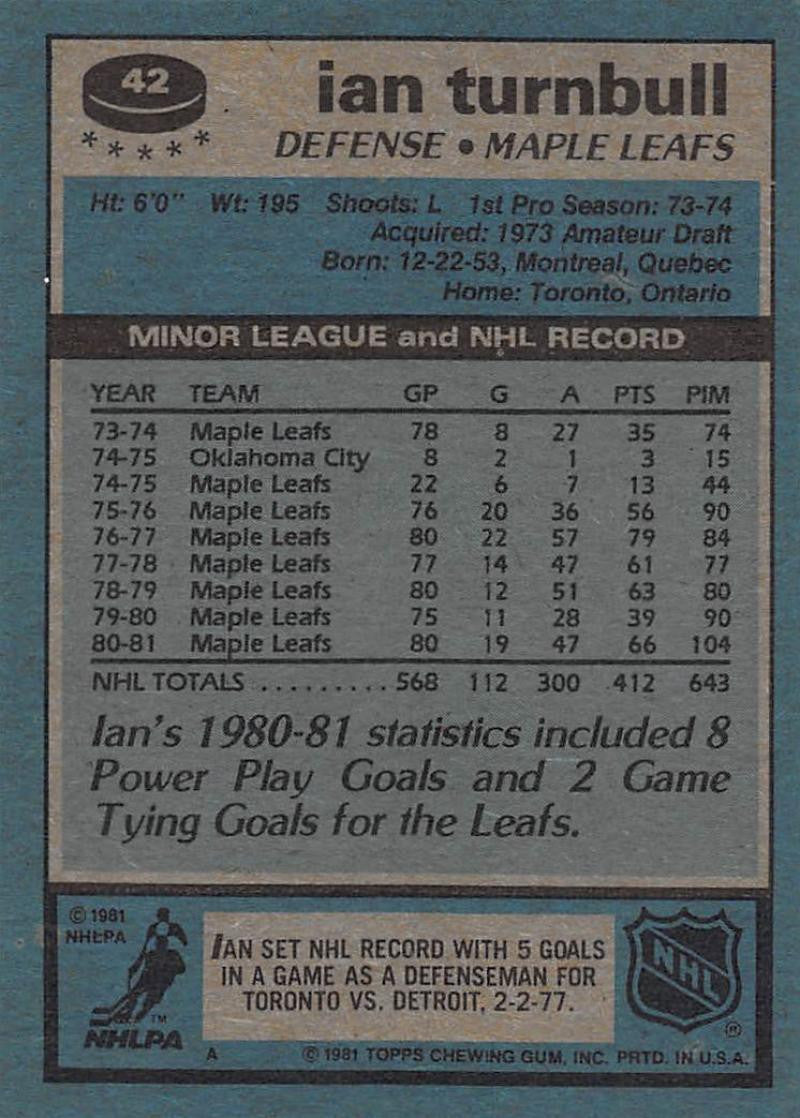 42
ian turnbull
* * * * *
DEFENSE • MAPLE LEAFS
Ht: 6'0" Wt: 195 Shoots: L 1st Pro Season: 73-74
Acquired: 1973 Amateur Draft
Born: 12-22-53, Montreal, Quebec
Home: Toronto, Ontario
MINOR LEAGUE and NHL RECORD
YEAR TEAM GP G A PTS PIM
73-74 Maple Leafs 78 8 27 35 74
74-75 Oklahoma City 8 2 1 3 15
74-75 Maple Leafs 22 6 7 13 44
75-76 Maple Leafs 76 20 36 56 90
76-77 Maple Leafs 80 22 57 79 84
77-78 Maple Leafs 77 14 47 61 77
78-79 Maple Leafs 80 12 51 63 80
79-80 Maple Leafs 75 11 28 39 90
80-81 Maple Leafs 80 19 47 66 104
NHL TOTALS .......... 568 112 300 412 643
Ian's 1980-81 statistics included 8
Power Play Goals and 2 Game
Tying Goals for the Leafs.
© 1981
NHLPA
TM
NHLPA
IAN SET NHL RECORD WITH 5 GOALS
IN A GAME AS A DEFENSEMAN FOR
TORONTO VS. DETROIT, 2-2-77.
NHL
®
A © 1981 TOPPS CHEWING GUM, INC. PRTD. IN U.S.A.